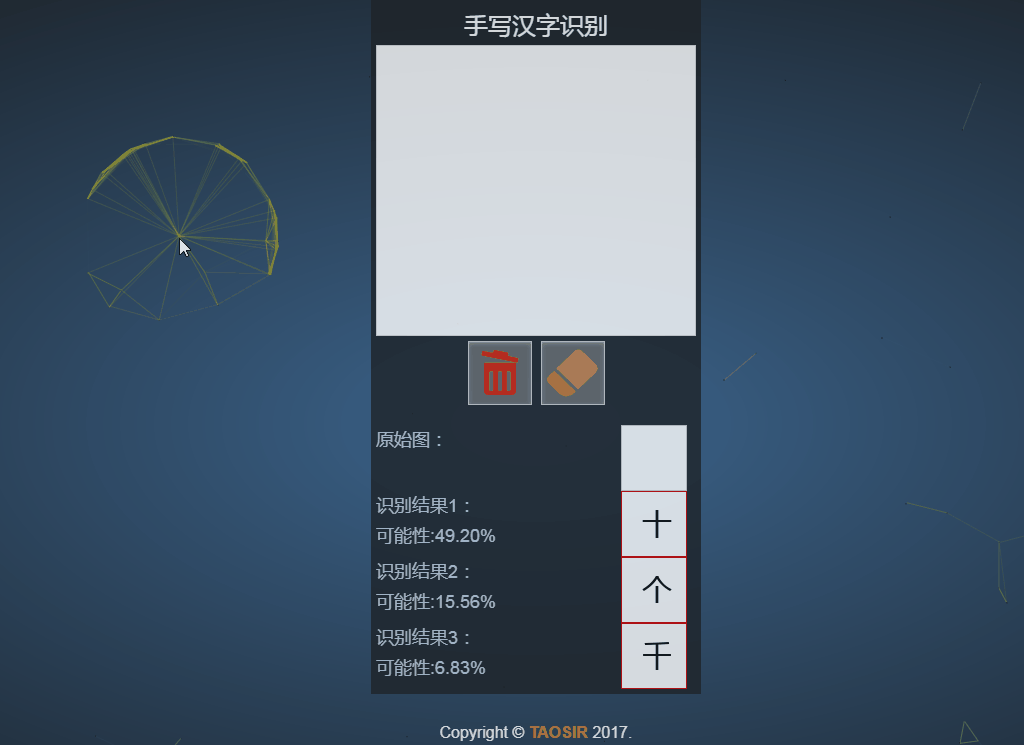 手写汉字识别
原始图：
识别结果1：
十
可能性:49.20%
识别结果2：
个
可能性:15.56%
识别结果3：
千
可能性:6.83%
Copyright © TAOSIR 2017.